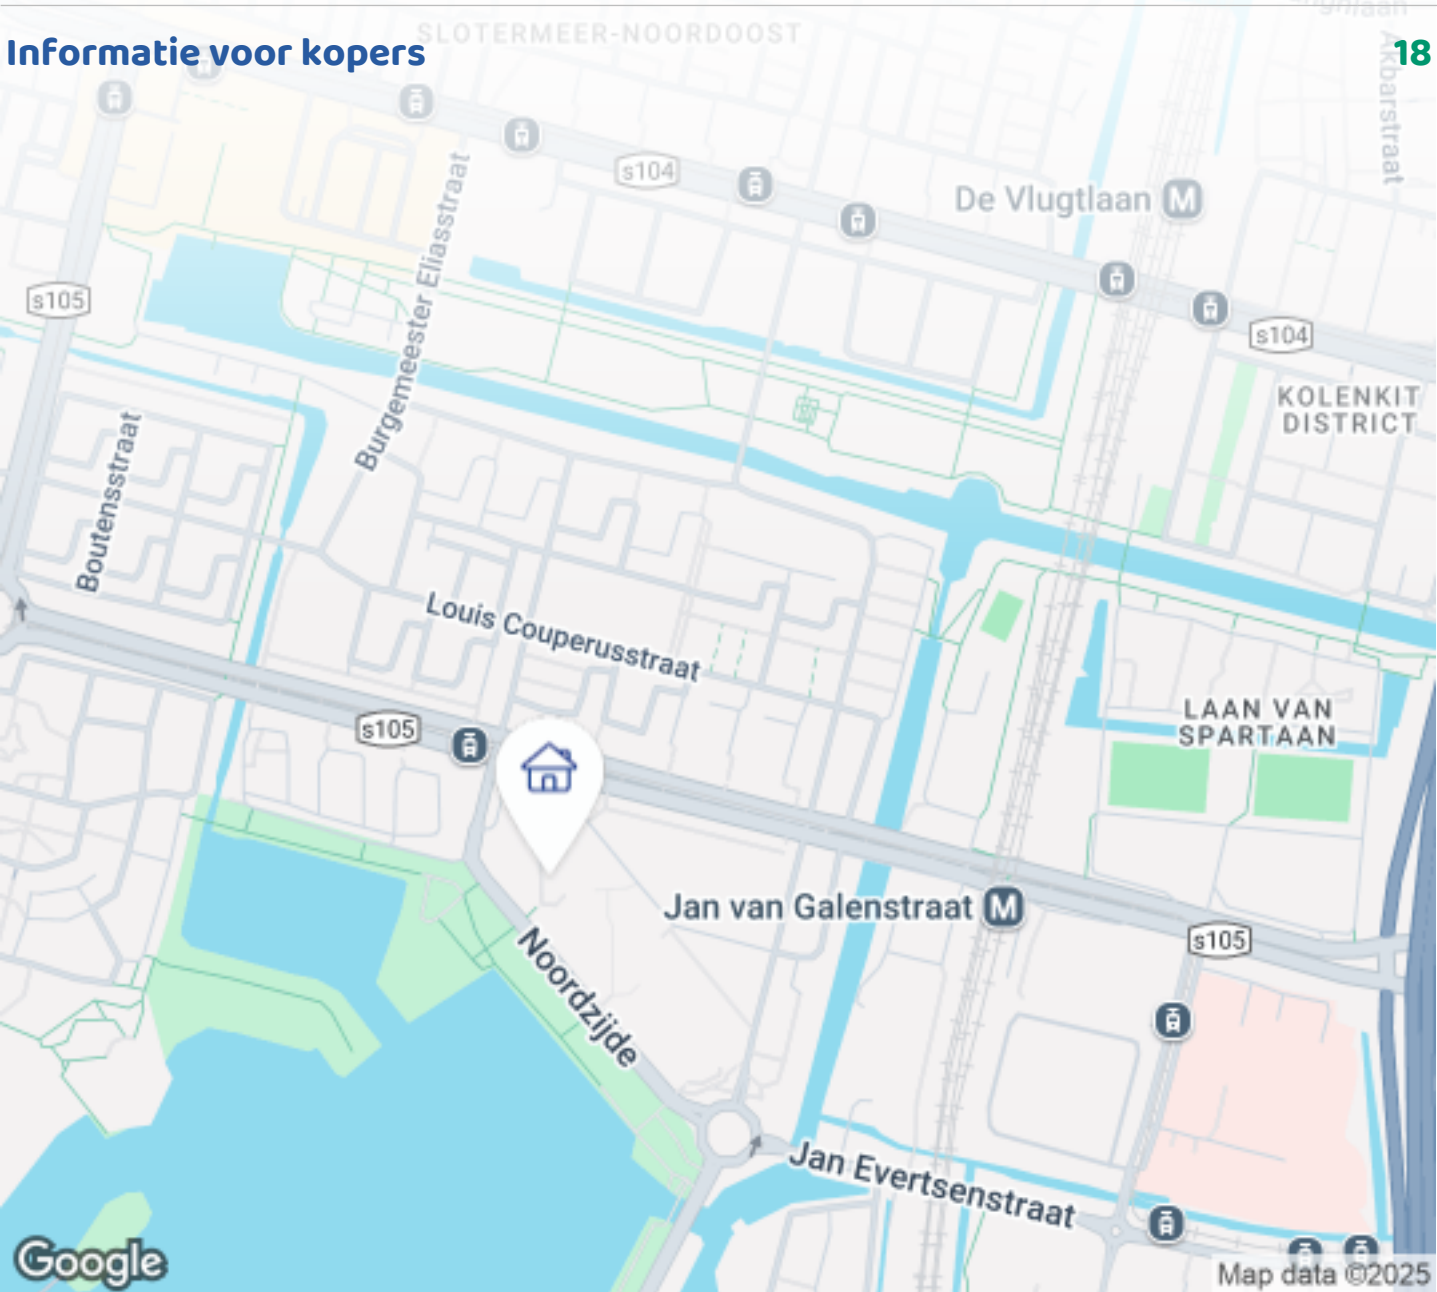 SLOTERMEER-NOORDOOST
Informatie voor kopers
18
Akbarstraat
s104
De Vlugtlaan
M
Burgemeester Eliasstraat
s105
s104
KOLENKIT
DISTRICT
Boutensstraat
Louis Couperusstraat
LAAN VAN
SPARTAAN
s105
Jan van Galenstraat
M
s105
Noordzijde
Jan Evertsenstraat
Google
Map data ©2025